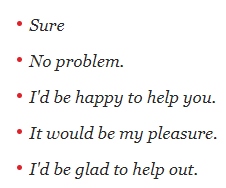 • Sure
• No problem.
• I'd be happy to help you.
• It would be my pleasure.
• I'd be glad to help out.